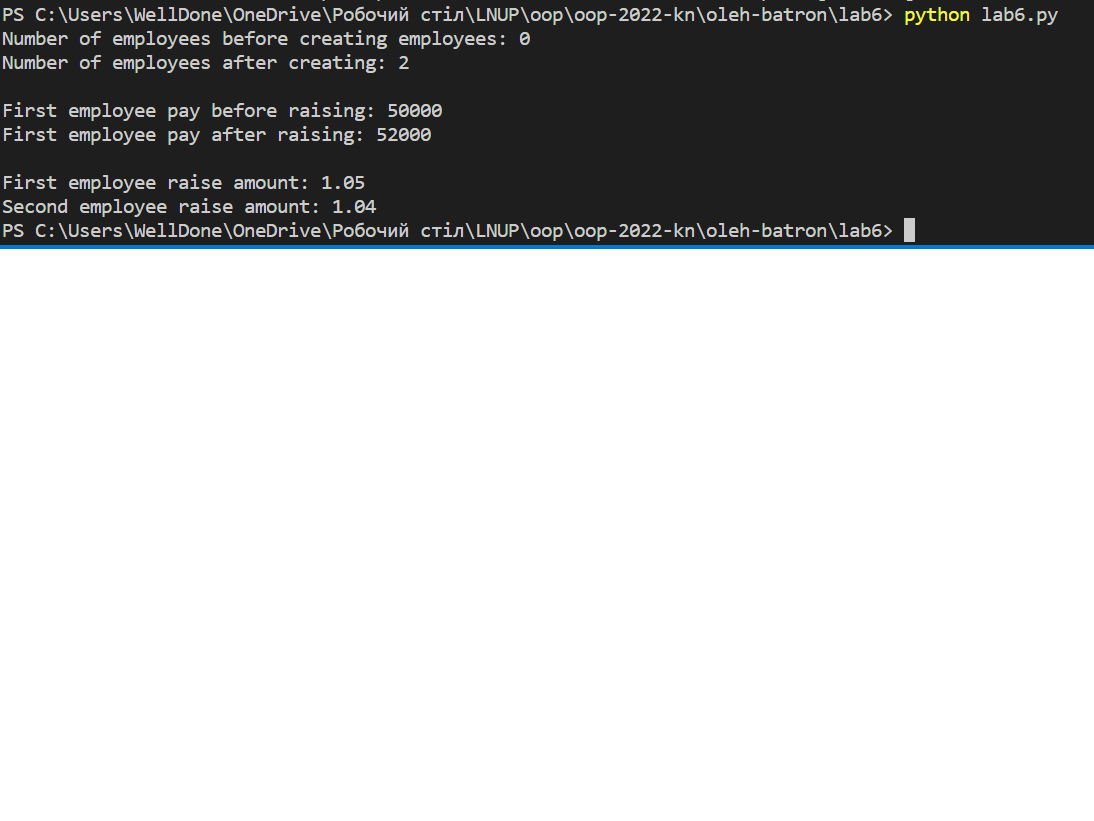 PS C:\Users\WellDone\OneDrive\Робочий стіл\LNUP\oop\oop-2022-kn\oleh-batron\lab6> python lab6.py
Number of employees before creating employees: 0
Number of employees after creating: 2
First employee pay before raising: 50000
First employee pay after raising: 52000
First employee raise amount: 1.05
Second employee raise amount: 1.04
PS C:\Users\WellDone\OneDrive\Робочий стіл\LNUP\oop\oop-2022-kn\oleh-batron\lab6>